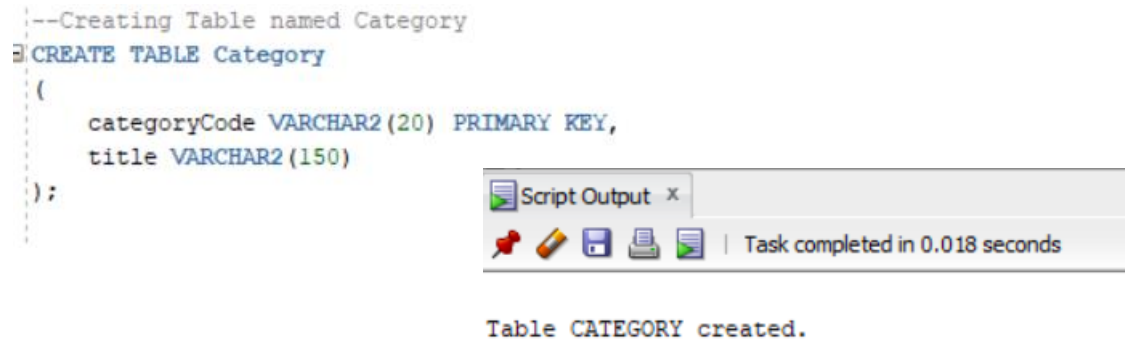 --Creating Table named Category
CREATE TABLE Category
(
categoryCode VARCHAR2(20) PRIMARY KEY,
title VARCHAR2(150)
);
Script Output x
Task completed in 0.018 seconds
Table CATEGORY created.